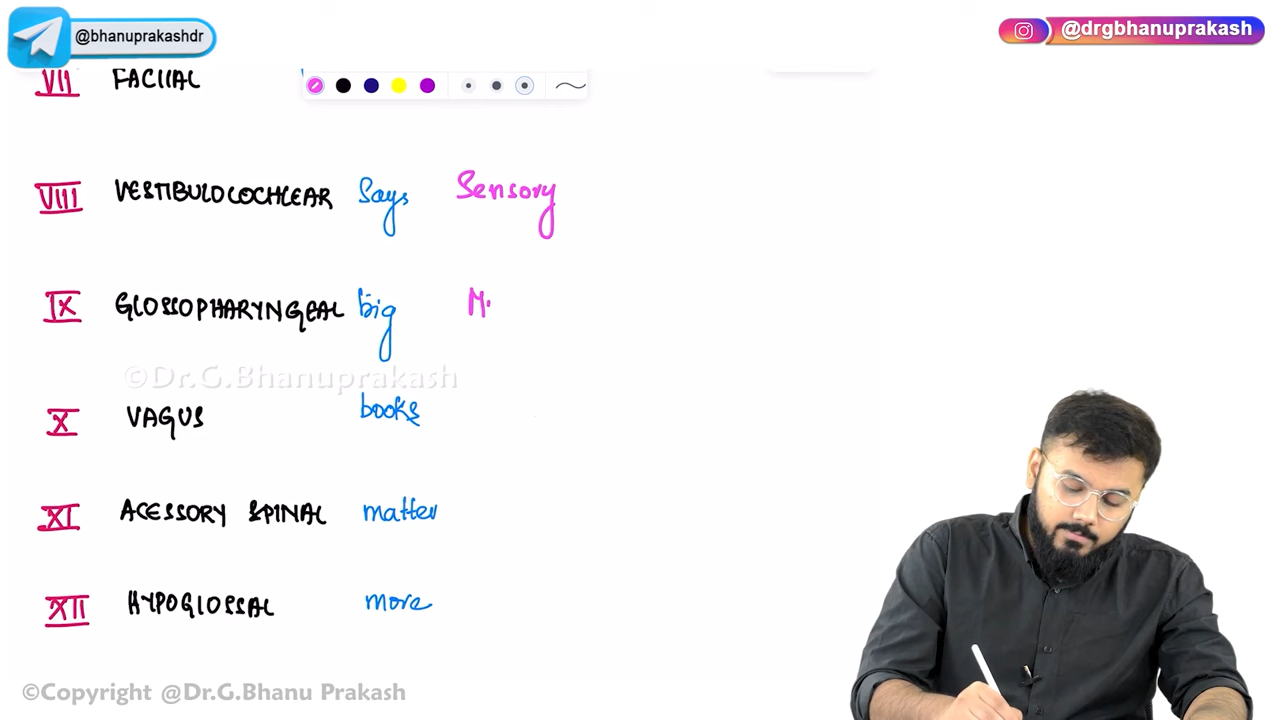 @bhanuprakashdr
@drgbhanuprakash
VII FACIIAL
VIII VESTIBULOCOCHLEAR Says Sensory
IX GLOSSOPHARYNGEAL big M
©Dr.G.Bhanuprakash
X VAGUS books
XI ACESSORY SPINAL matter
XII HYPOGLOSSAL more
©Copyright @Dr.G.Bhanu Prakash